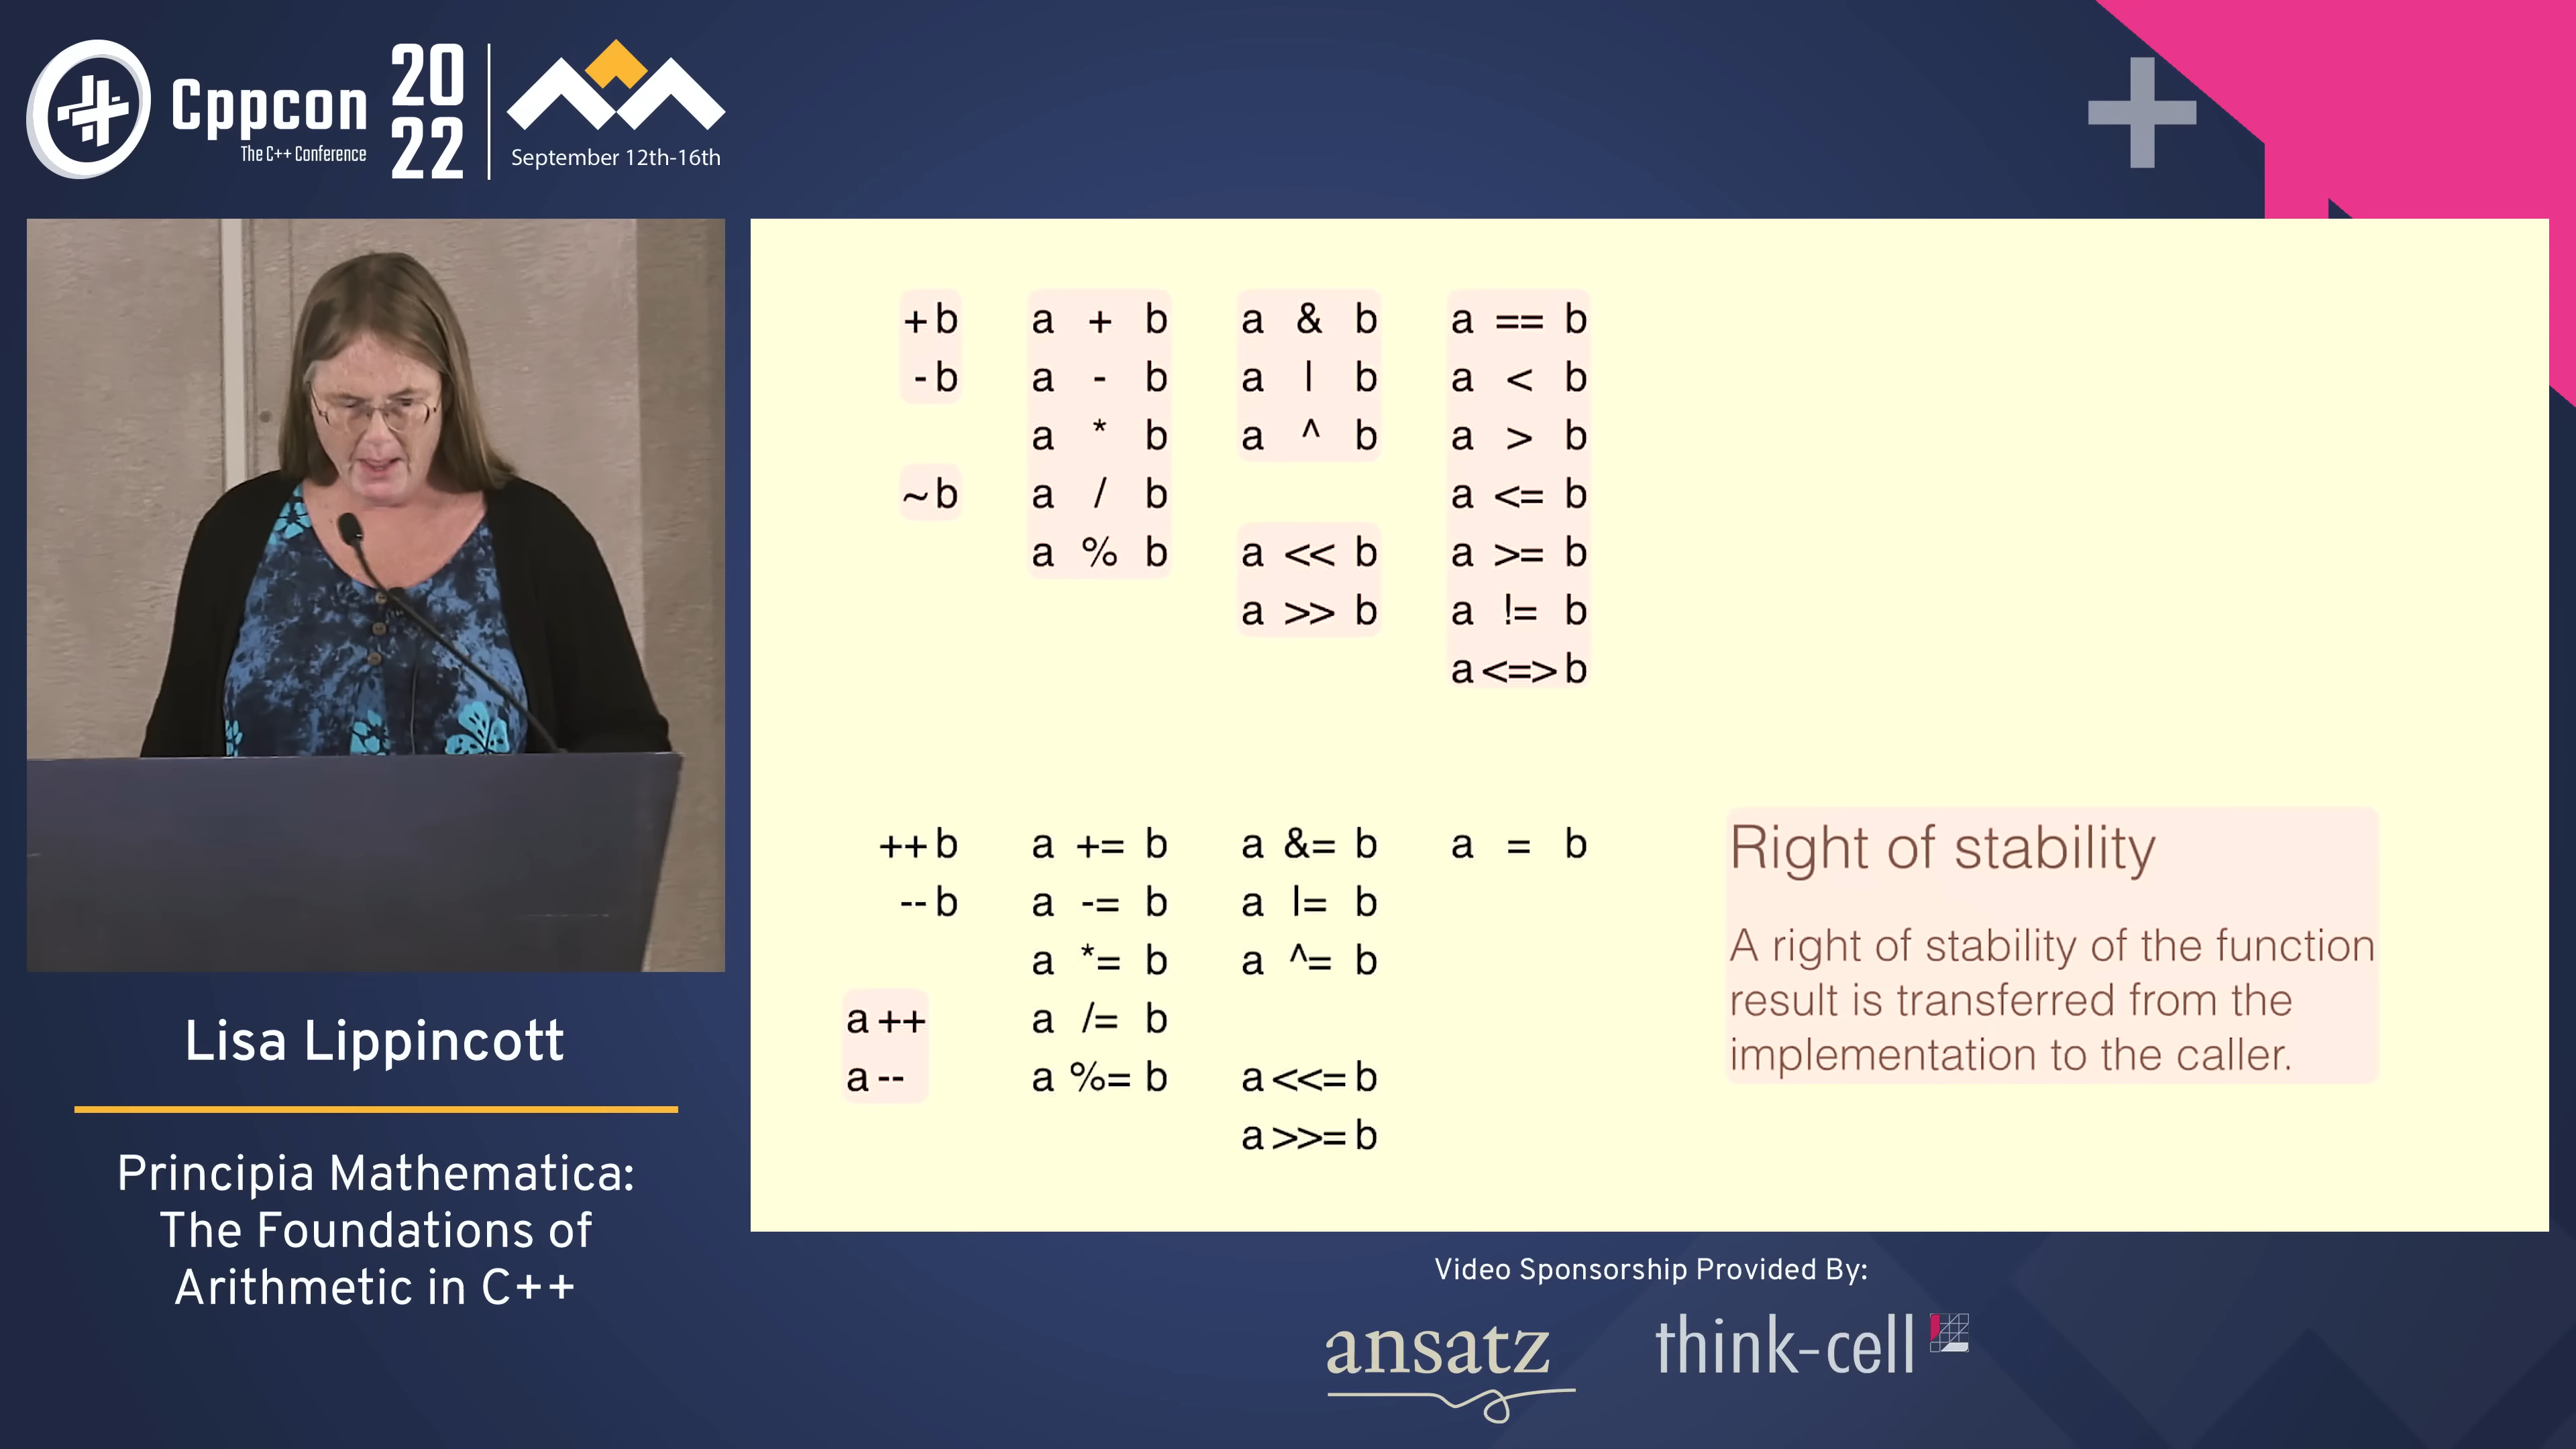 Cppcon
The C++ Conference
20
22
September 12th-16th
+b a + b a & b a == b
-b a - b a | b a < b
a * b a ^ b a > b
~b a / b a <= b
a % b a << b a >= b
a >> b a != b
a<=>b
++b a += b a &= b a = b
--b a -= b a |= b
a *= b a ^= b
a++ a /= b
a-- a %= b a<<=b
a>>=b
Right of stability
A right of stability of the function
result is transferred from the
implementation to the caller.
Lisa Lippincott
Principia Mathematica:
The Foundations of
Arithmetic in C++
Video Sponsorship Provided By:
ansatz
think-cell